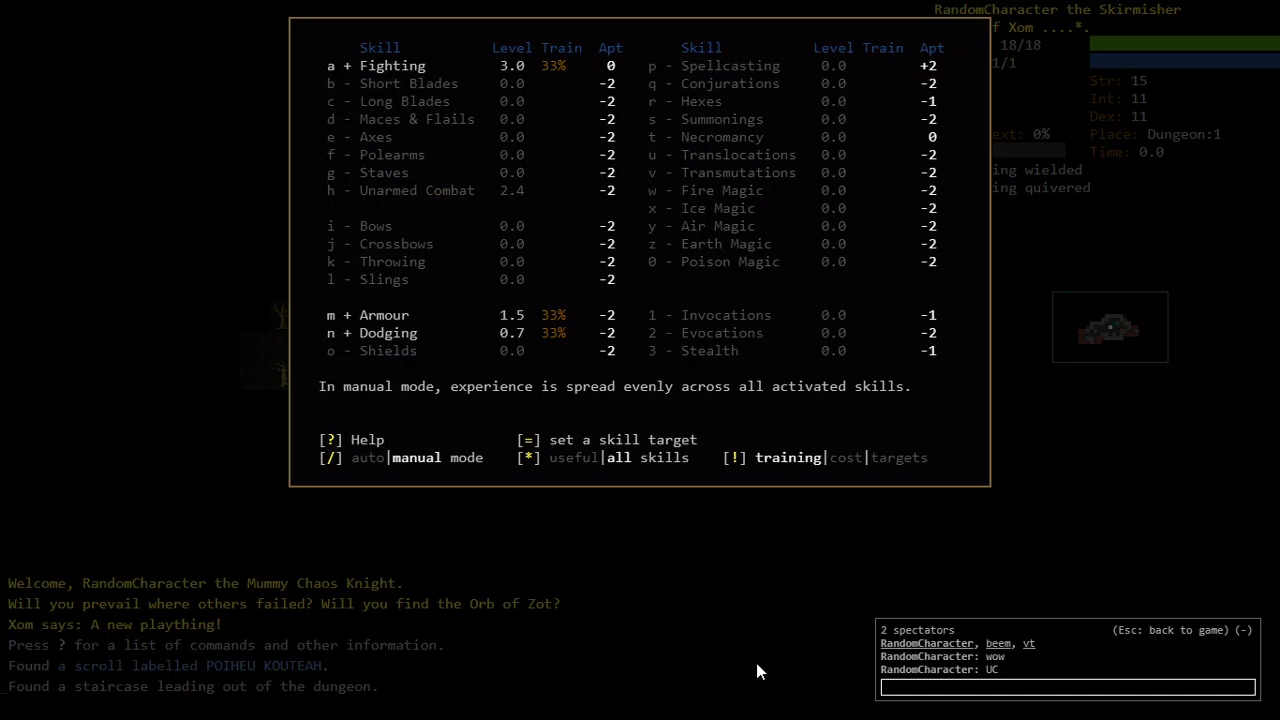 RandomCharacter the Skirmisher
f Xom ....*.
Skill Level Train Apt Skill Level Train Apt
18/18
a + Fighting 3.0 33% 0 p - Spellcasting 0.0 +2
1/1
b - Short Blades 0.0 -2 q - Conjurations 0.0 -2
Str: 15
c - Long Blades 0.0 -2 r - Hexes 0.0 -1
Int: 11
d - Maces & Flails 0.0 -2 s - Summonings 0.0 -2
Dex: 11
e - Axes 0.0 -2 t - Necromancy 0.0 0
ext: 0% Place: Dungeon:1
f - Polearms 0.0 -2 u - Translocations 0.0 -2
Time: 0.0
g - Staves 0.0 -2 v - Transmutations 0.0 -2
ing wielded
h - Unarmed Combat 2.4 -2 w - Fire Magic 0.0 -2
ing quivered
x - Ice Magic 0.0 -2
i - Bows 0.0 -2 y - Air Magic 0.0 -2
j - Crossbows 0.0 -2 z - Earth Magic 0.0 -2
k - Throwing 0.0 -2 0 - Poison Magic 0.0 -2
l - Slings 0.0 -2
m + Armour 1.5 33% -2 1 - Invocations 0.0 -1
n + Dodging 0.7 33% -2 2 - Evocations 0.0 -2
o - Shields 0.0 -2 3 - Stealth 0.0 -1
In manual mode, experience is spread evenly across all activated skills.
[?] Help [=] set a skill target
[/] auto|manual mode [*] useful|all skills [!] training|cost|targets
Welcome, RandomCharacter the Mummy Chaos Knight.
Will you prevail where others failed? Will you find the Orb of Zot?
Xom says: A new plaything!
Press ? for a list of commands and other information.
Found a scroll labelled POIHEU KOUTEAH.
_Found a staircase leading out of the dungeon.
2 spectators (Esc: back to game) (-)
RandomCharacter, beem, vt
RandomCharacter: wow
RandomCharacter: UC